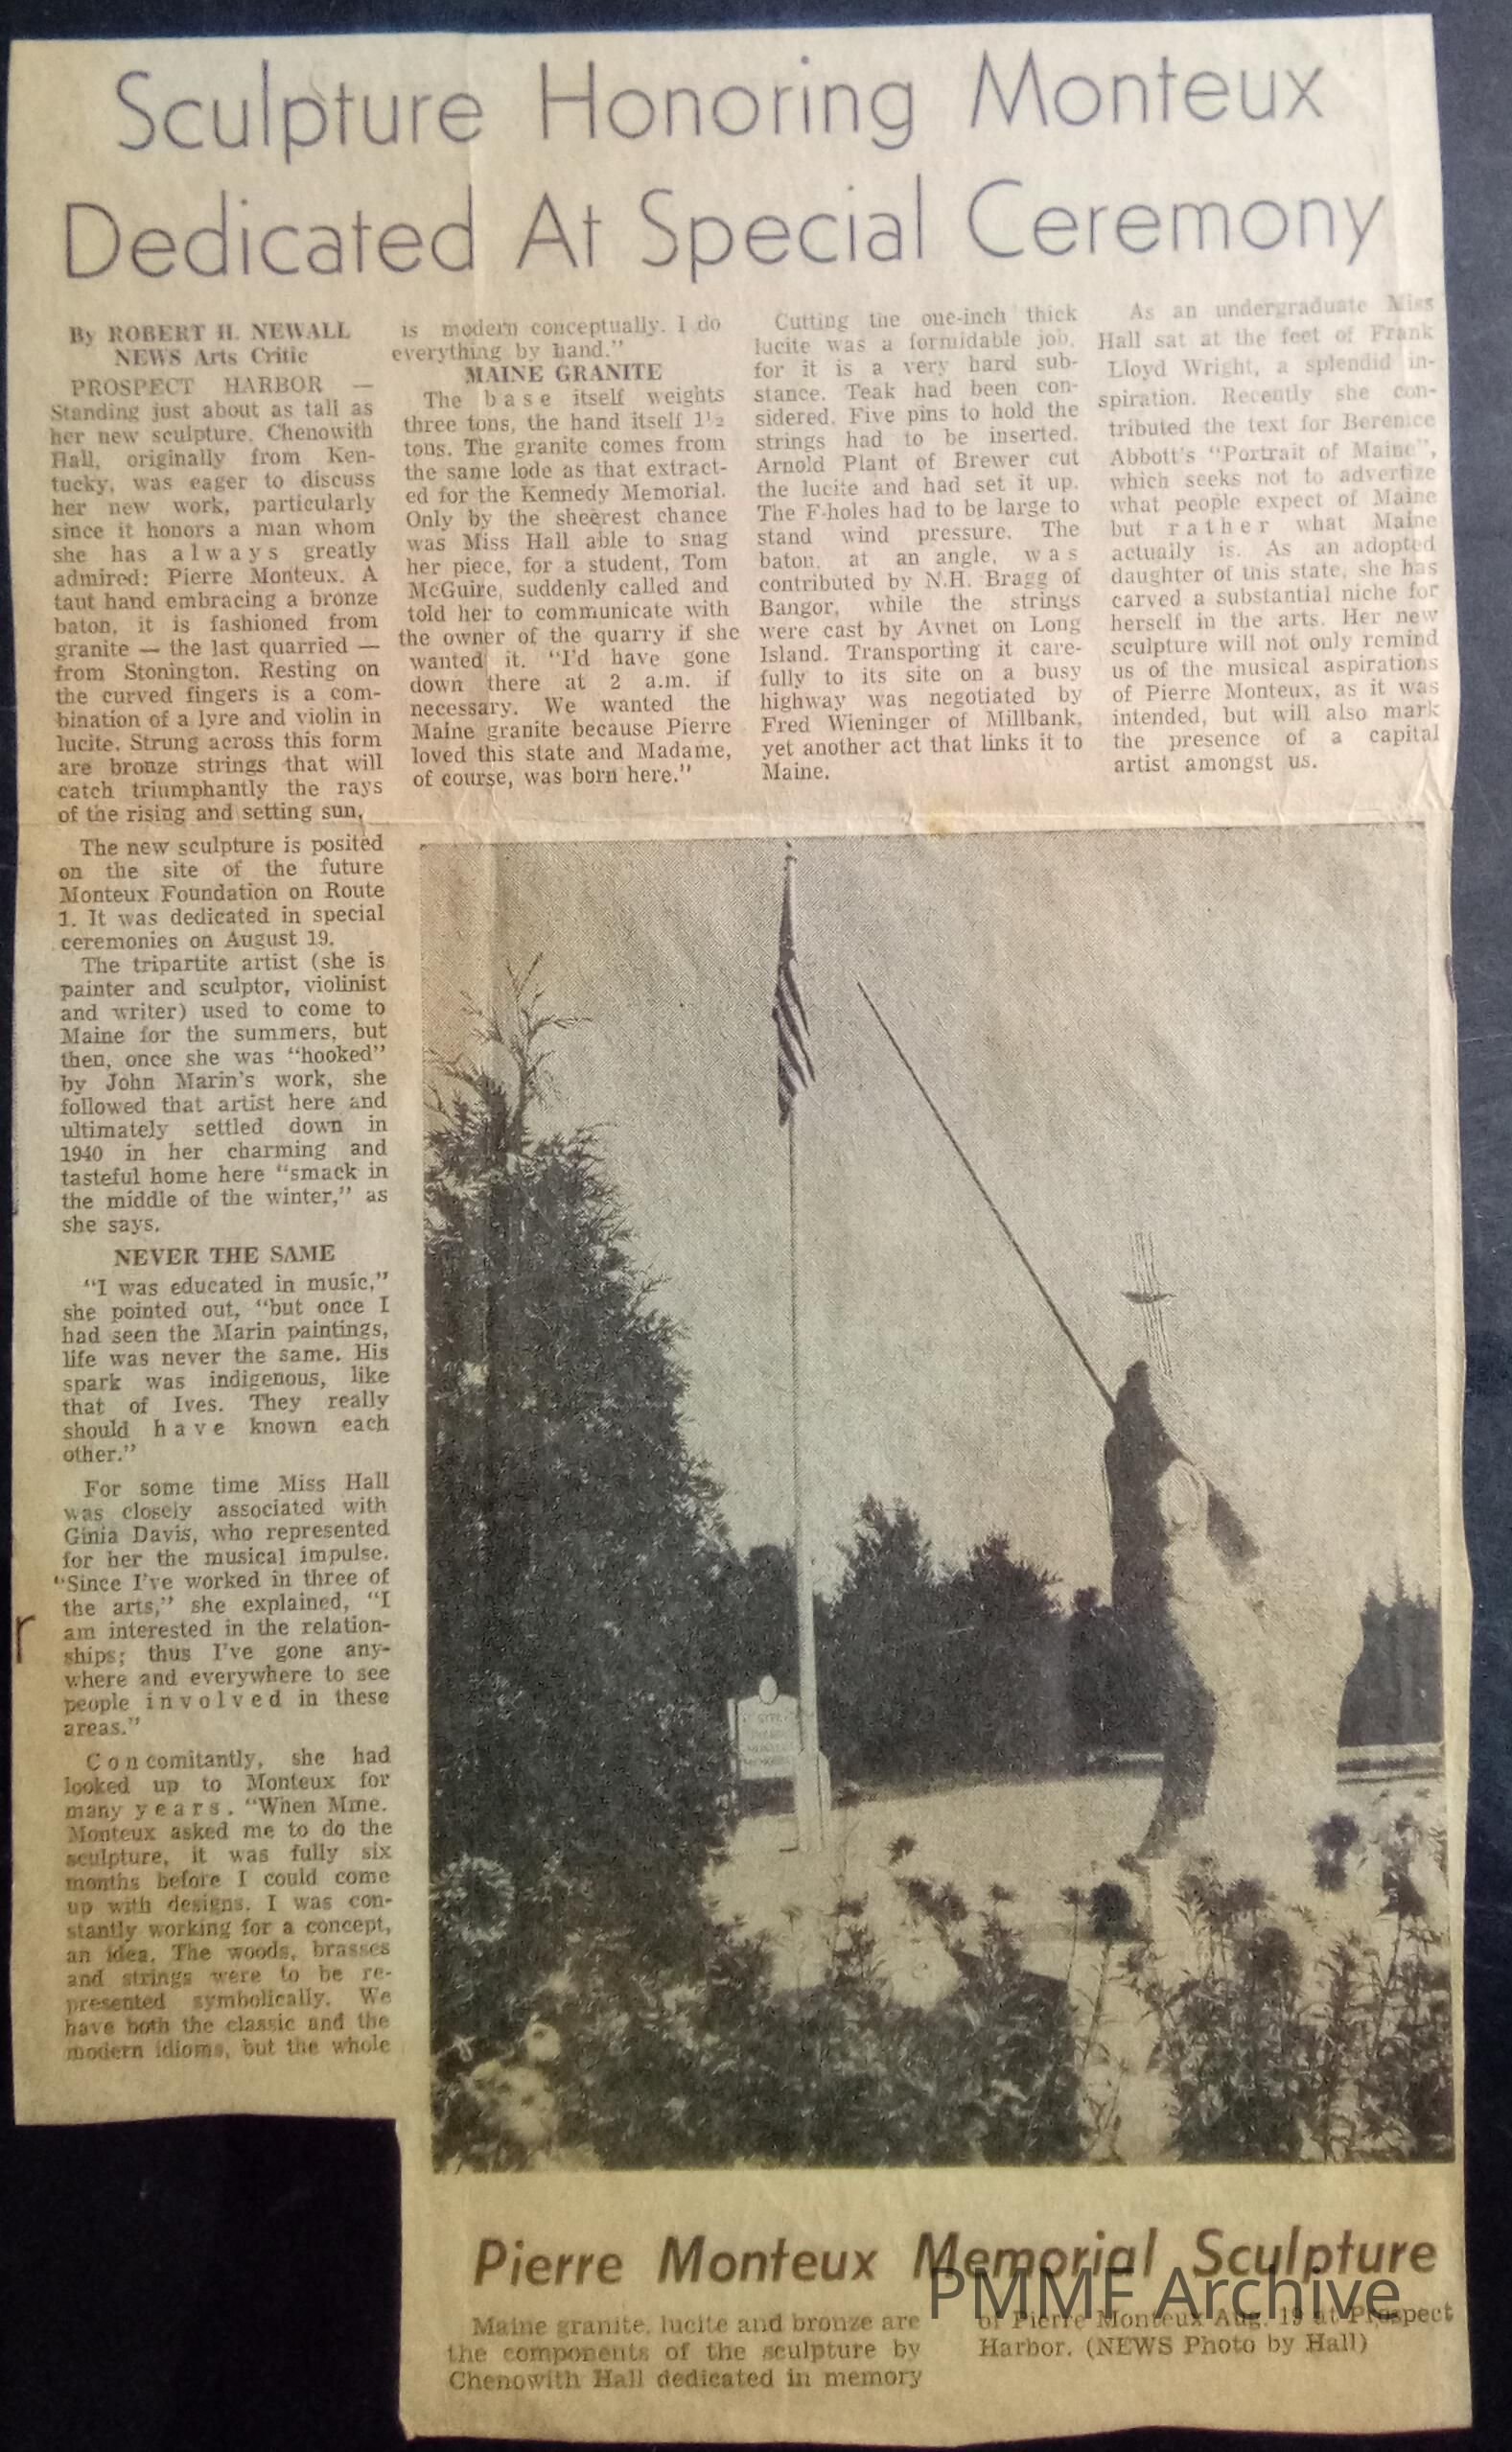 Sculpture Honoring Monteux
Dedicated At Special Ceremony
By ROBERT H. NEWALL
NEWS Arts Critic
PROSPECT HARBOR —
Standing just about as tall as
her new sculpture, Chenowith
Hall, originally from Ken-
tucky, was eager to discuss
her new work, particularly
since it honors a man whom
she has always greatly
admired: Pierre Monteux. A
taut hand embracing a bronze
baton, it is fashioned from
granite — the last quarried —
from Stonington. Resting on
the curved fingers is a com-
bination of a lyre and violin in
lucite. Strung across this form
are bronze strings that will
catch triumphantly the rays
of the rising and setting sun.
The new sculpture is posited
on the site of the future
Monteux Foundation on Route
1. It was dedicated in special
ceremonies on August 19.
The tripartite artist (she is
painter and sculptor, violinist
and writer) used to come to
Maine for the summers, but
then, once she was "hooked"
by John Marin's work, she
followed that artist here and
ultimately settled down in
1940 in her charming and
tasteful home here "smack in
the middle of the winter," as
she says.
NEVER THE SAME
"I was educated in music,"
she pointed out, "but once I
had seen the Marin paintings,
life was never the same. His
spark was indigenous, like
that of Ives. They really
should have known each
other."
For some time Miss Hall
was closely associated with
Ginia Davis, who represented
for her the musical impulse.
"Since I've worked in three of
the arts," she explained, "I
am interested in the relation-
ships; thus I've gone any-
where and everywhere to see
people involved in these
areas."
Concomitantly, she had
looked up to Monteux for
many years. "When Mme.
Monteux asked me to do the
sculpture, it was fully six
months before I could come
up with designs. I was con-
stantly working for a concept,
an idea. The woods, brasses
and strings were to be re-
presented symbolically. We
have both the classic and the
modern idioms, but the whole
is modern conceptually. I do
everything by hand."
MAINE GRANITE
The base itself weights
three tons, the hand itself 1½
tons. The granite comes from
the same lode as that extract-
ed for the Kennedy Memorial.
Only by the sheerest chance
was Miss Hall able to snag
her piece, for a student, Tom
McGuire, suddenly called and
told her to communicate with
the owner of the quarry if she
wanted it. "I'd have gone
down there at 2 a.m. if
necessary. We wanted the
Maine granite because Pierre
loved this state and Madame,
of course, was born here."
Cutting the one-inch thick
lucite was a formidable job,
for it is a very hard sub-
stance. Teak had been con-
sidered. Five pins to hold the
strings had to be inserted.
Arnold Plant of Brewer cut
the lucite and had set it up.
The F-holes had to be large to
stand wind pressure. The
baton, at an angle, was
contributed by N.H. Bragg of
Bangor, while the strings
were cast by Avnet on Long
Island. Transporting it care-
fully to its site on a busy
highway was negotiated by
Fred Wieninger of Millbank,
yet another act that links it to
Maine.
As an undergraduate Miss
Hall sat at the feet of Frank
Lloyd Wright, a splendid in-
spiration. Recently she con-
tributed the text for Berenice
Abbott's "Portrait of Maine",
which seeks not to advertize
what people expect of Maine
but rather what Maine
actually is. As an adopted
daughter of this state, she has
carved a substantial niche for
herself in the arts. Her new
sculpture will not only remind
us of the musical aspirations
of Pierre Monteux, as it was
intended, but will also mark
the presence of a capital
artist amongst us.
r
Pierre Monteux Memorial Sculpture
PMMF Archive
Maine granite, lucite and bronze are
the components of the sculpture by
Chenowith Hall dedicated in memory
of Pierre Monteux Aug. 19 at Prospect
Harbor. (NEWS Photo by Hall)